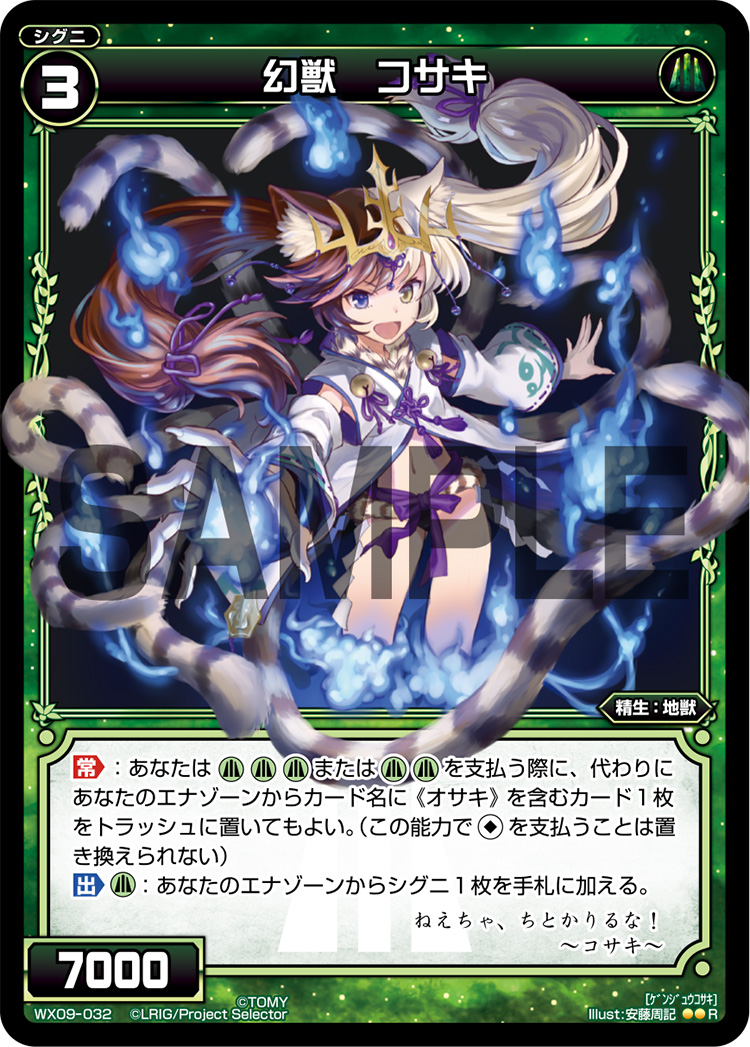 シグニ
3
幻獣 コサキ
SAMPLE
精生：地獣
常：あなたは または を支払う際に、代わりに
あなたのエナゾーンからカード名に《オサキ》を含むカード１枚
をトラッシュに置いてもよい。（この能力で を支払うことは置
き換えられない）
出 ：あなたのエナゾーンからシグニ１枚を手札に加える。
ねえちゃ、ちとかりるな！
～コサキ～
7000
WX09-032 ©LRIG/Project Selector
©TOMY
[ｹﾞﾝｼﾞｭｳｺｻｷ]
Illust:安藤周記 R